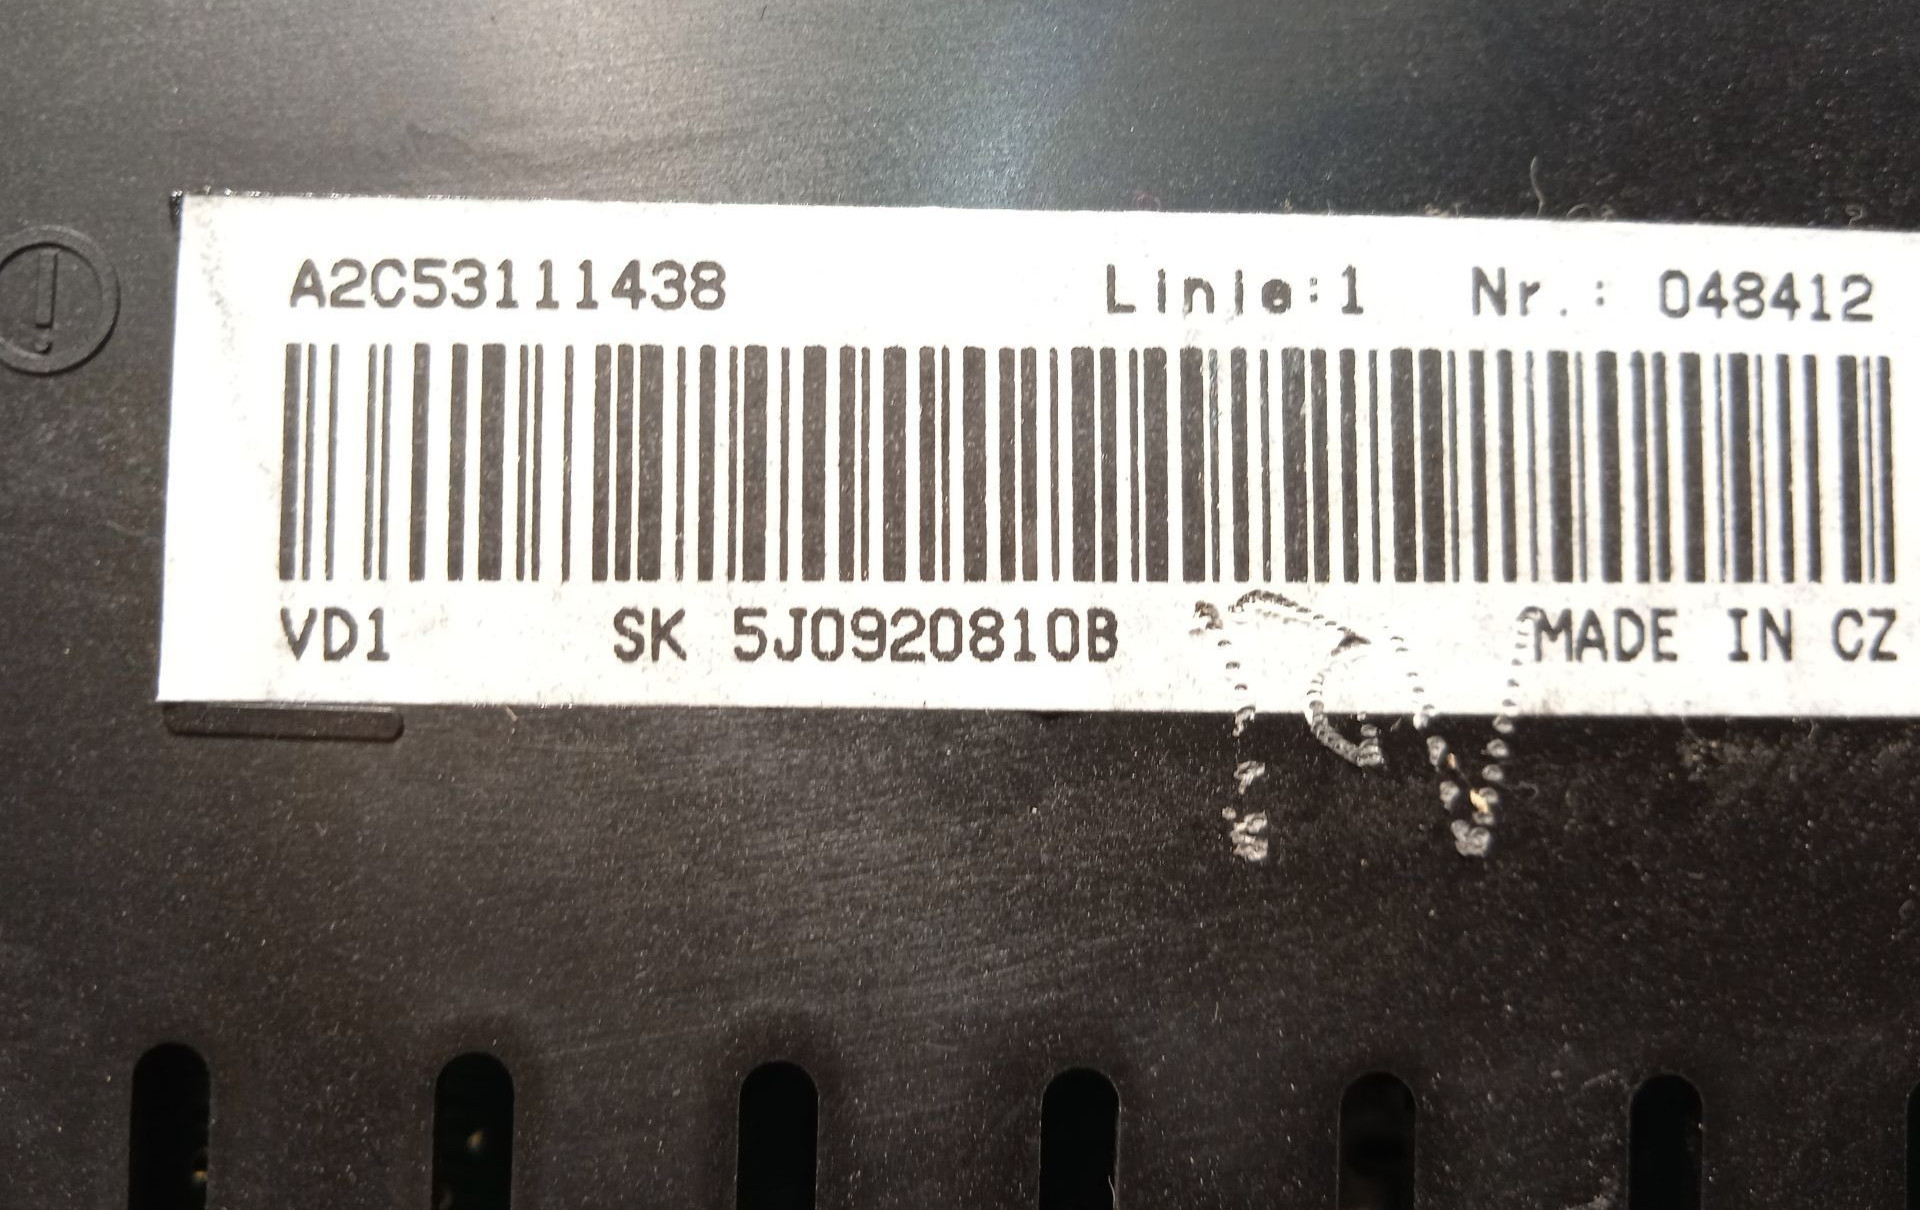 A2C53111438 Linie:1 Nr.: 048412
VD1 SK 5J0920810B MADE IN CZ